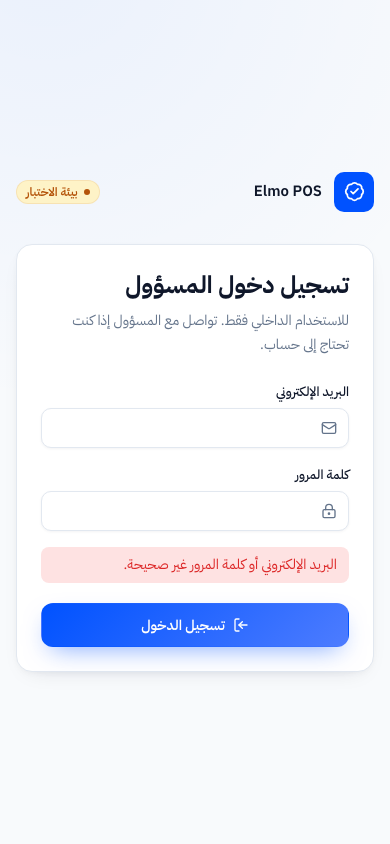 Elmo POS
بيئة الاختبار
تسجيل دخول المسؤول
للاستخدام الداخلي فقط. تواصل مع المسؤول إذا كنت
تحتاج إلى حساب.
البريد الإلكتروني
كلمة المرور
البريد الإلكتروني أو كلمة المرور غير صحيحة.
تسجيل الدخول